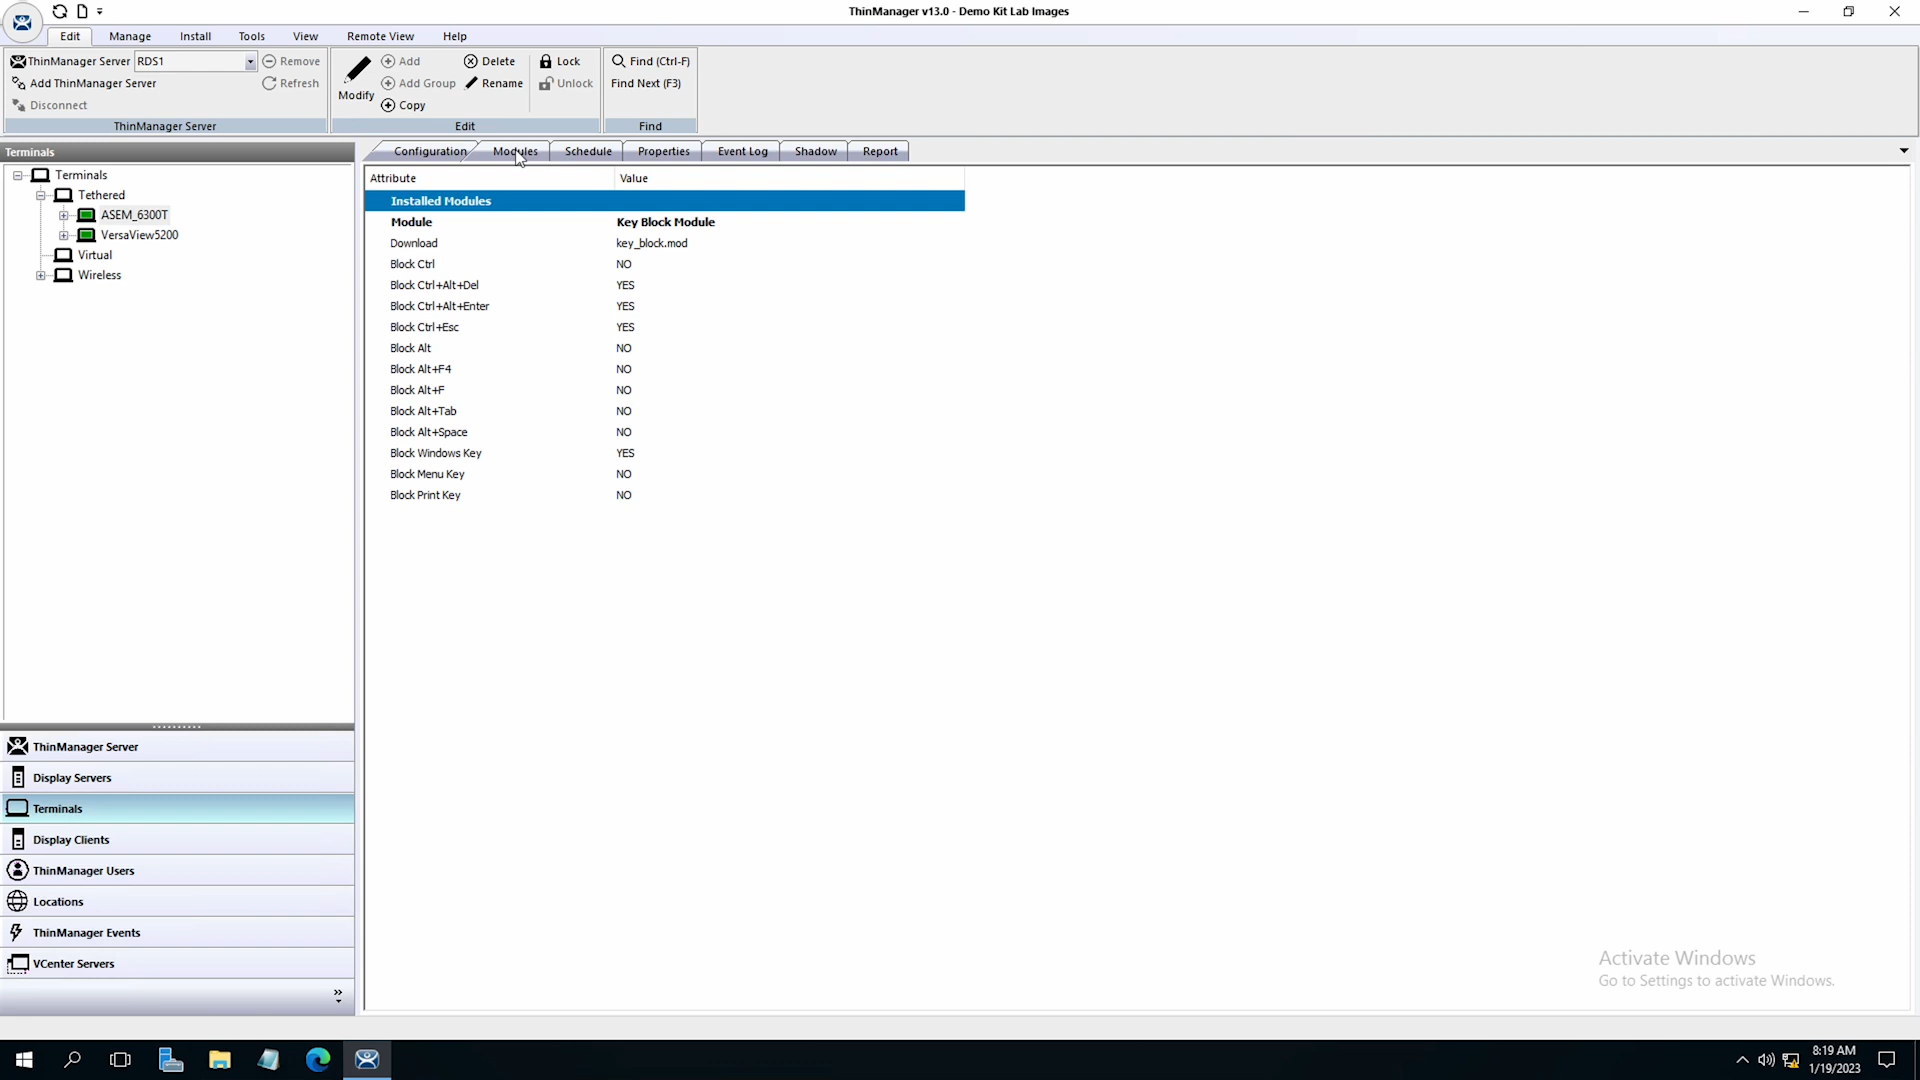 ThinManager v13.0 - Demo Kit Lab Images
Edit Manage Install Tools View Remote View Help
ThinManager Server RDS1 Remove
Add ThinManager Server Refresh
Disconnect
ThinManager Server
Modify
Add Delete
Add Group Rename
Copy
Lock
Unlock
Edit
Find (Ctrl-F)
Find Next (F3)
Find
Terminals
Terminals
Tethered
ASEM_6300T
VersaView5200
Virtual
Wireless
Configuration Modules Schedule Properties Event Log Shadow Report
Attribute Value
Installed Modules
Module Key Block Module
Download key_block.mod
Block Ctrl NO
Block Ctrl+Alt+Del YES
Block Ctrl+Alt+Enter YES
Block Ctrl+Esc YES
Block Alt NO
Block Alt+F4 NO
Block Alt+F NO
Block Alt+Tab NO
Block Alt+Space NO
Block Windows Key YES
Block Menu Key NO
Block Print Key NO
ThinManager Server
Display Servers
Terminals
Display Clients
ThinManager Users
Locations
ThinManager Events
VCenter Servers
Activate Windows
Go to Settings to activate Windows.
8:19 AM
1/19/2023